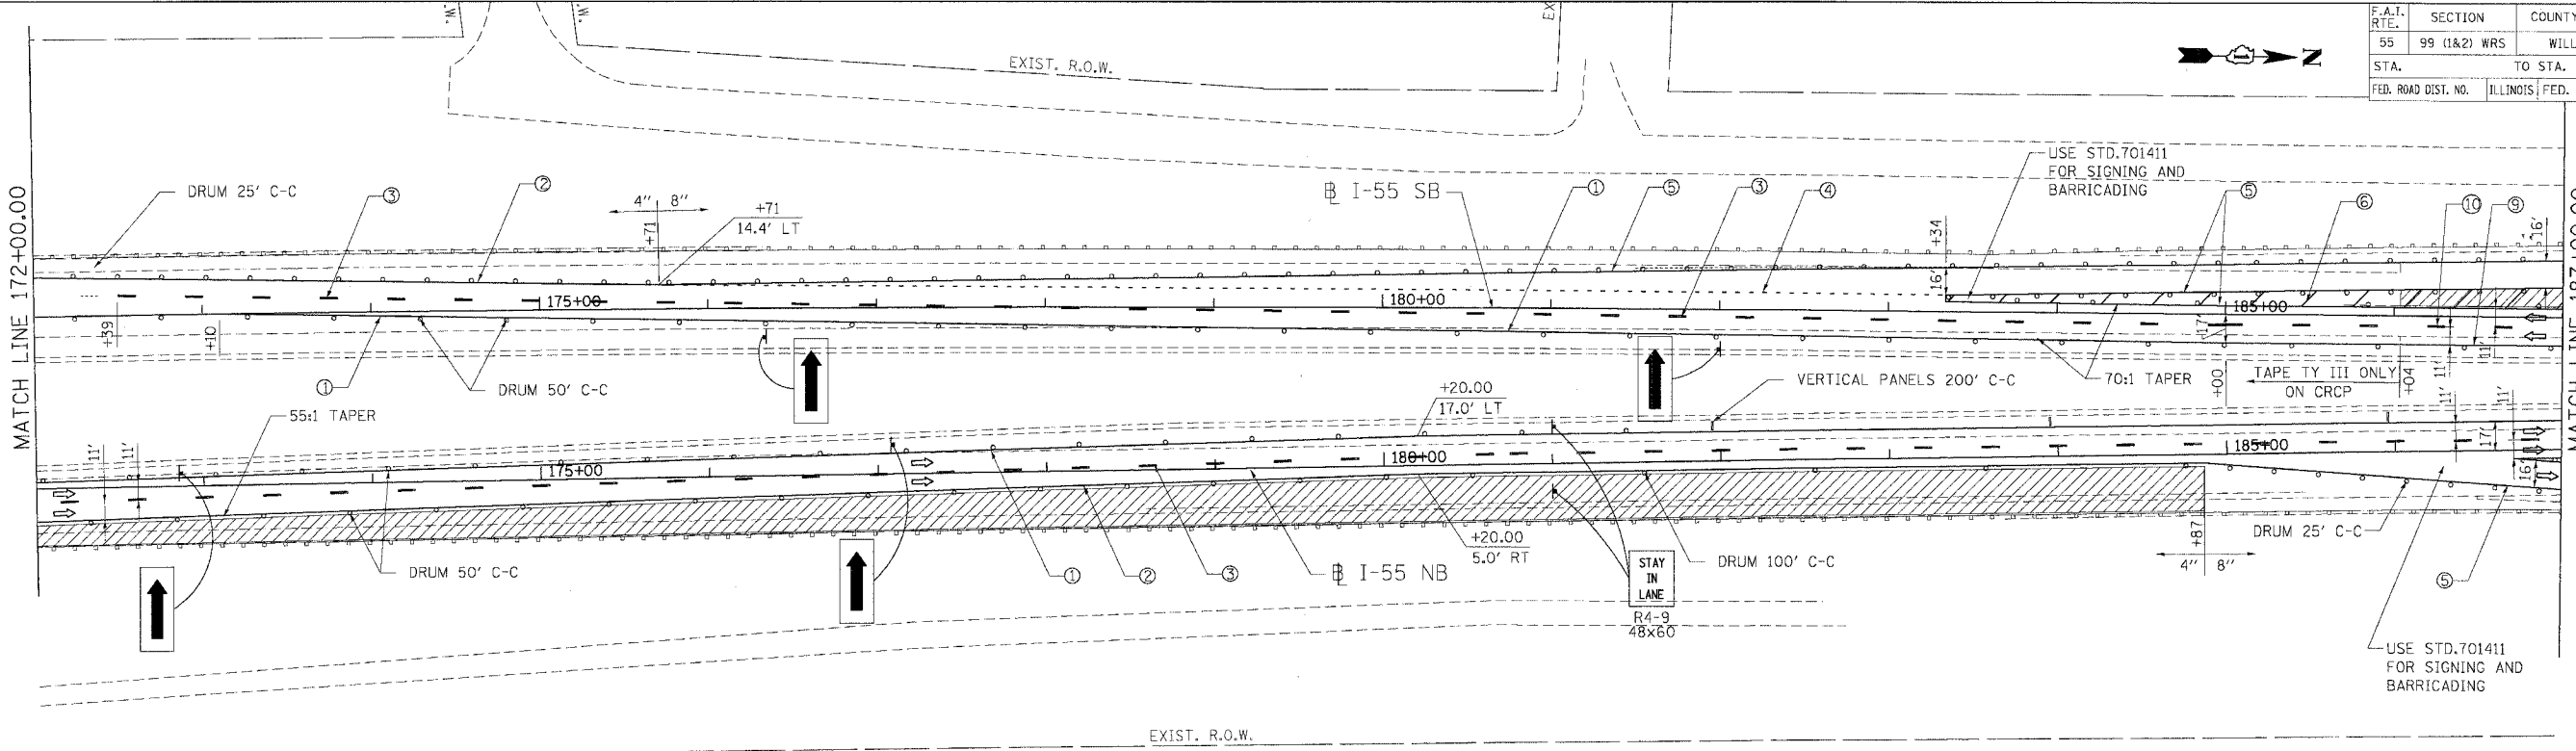 F.A.I. RTE. SECTION COUNTY
55 99 (1&2) WRS WILL
STA. TO STA.
FED. ROAD DIST. NO. ILLINOIS FED.
N
EXIST. R.O.W.
MATCH LINE 172+00.00
DRUM 25' C-C
③
②
4" 8"
+71
+71
14.4' LT
I-55 SB
①
⑤
③
④
USE STD.701411
FOR SIGNING AND
BARRICADING
⑤
⑥
⑩
⑨
16'
+34
16'
175+00
180+00
185+00
+39
+10
①
DRUM 50' C-C
55:1 TAPER
17'
11'
11'
+00
+04
70:1 TAPER
TAPE TY III ONLY
ON CRCP
VERTICAL PANELS 200' C-C
+20.00
17.0' LT
11'
11'
11'
11'
17'
16'
175+00
180+00
185+00
DRUM 50' C-C
①
②
③
I-55 NB
+20.00
5.0' RT
STAY
IN
LANE
R4-9
48x60
DRUM 100' C-C
+87
4" 8"
DRUM 25' C-C
⑤
USE STD.701411
FOR SIGNING AND
BARRICADING
EXIST. R.O.W.